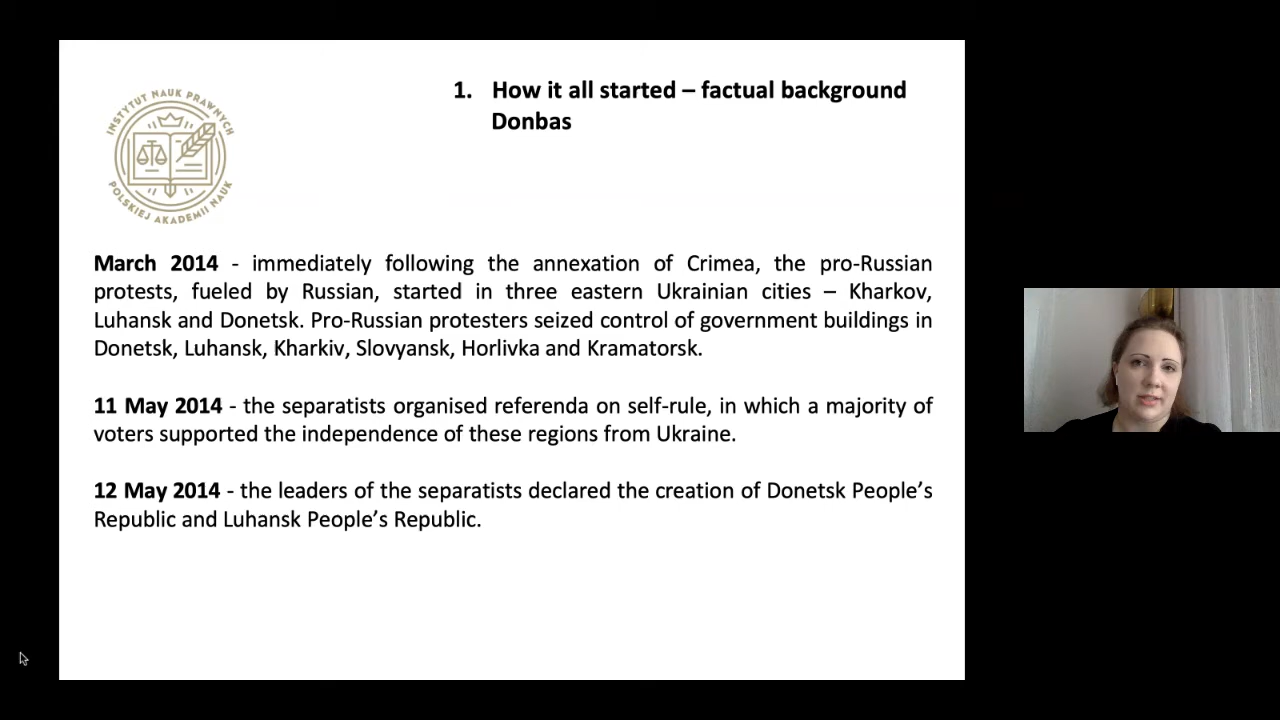 1. How it all started – factual background
Donbas
INSTYTUT NAUK PRAWNYCH
POLSKIEJ AKADEMII NAUK
March 2014 - immediately following the annexation of Crimea, the pro-Russian
protests, fueled by Russian, started in three eastern Ukrainian cities – Kharkov,
Luhansk and Donetsk. Pro-Russian protesters seized control of government buildings in
Donetsk, Luhansk, Kharkiv, Slovyansk, Horlivka and Kramatorsk.
11 May 2014 - the separatists organised referenda on self-rule, in which a majority of
voters supported the independence of these regions from Ukraine.
12 May 2014 - the leaders of the separatists declared the creation of Donetsk People’s
Republic and Luhansk People’s Republic.